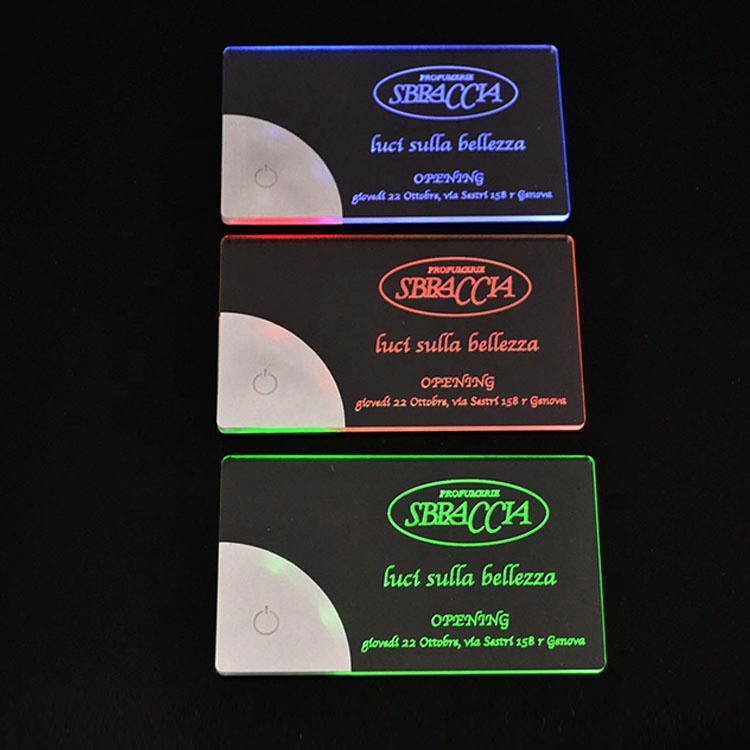 PROFUMERIE
SBRACCIA
luci sulla bellezza
OPENING
giovedì 22 Ottobre, via Sestri 158 r Genova
PROFUMERIE
SBRACCIA
luci sulla bellezza
OPENING
giovedì 22 Ottobre, via Sestri 158 r Genova
PROFUMERIE
SBRACCIA
luci sulla bellezza
OPENING
giovedì 22 Ottobre, via Sestri 158 r Genova